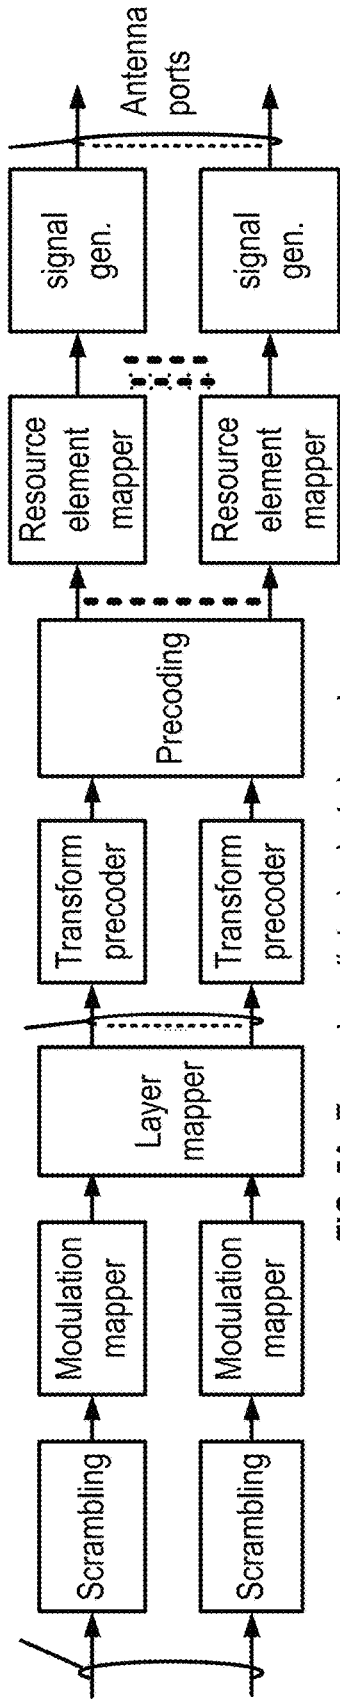 Scrambling
Scrambling
Modulation
mapper
Modulation
mapper
Layer
mapper
Transform
precoder
Transform
precoder
Precoding
Resource
element
mapper
Resource
element
mapper
signal
gen.
signal
gen.
Antenna
ports